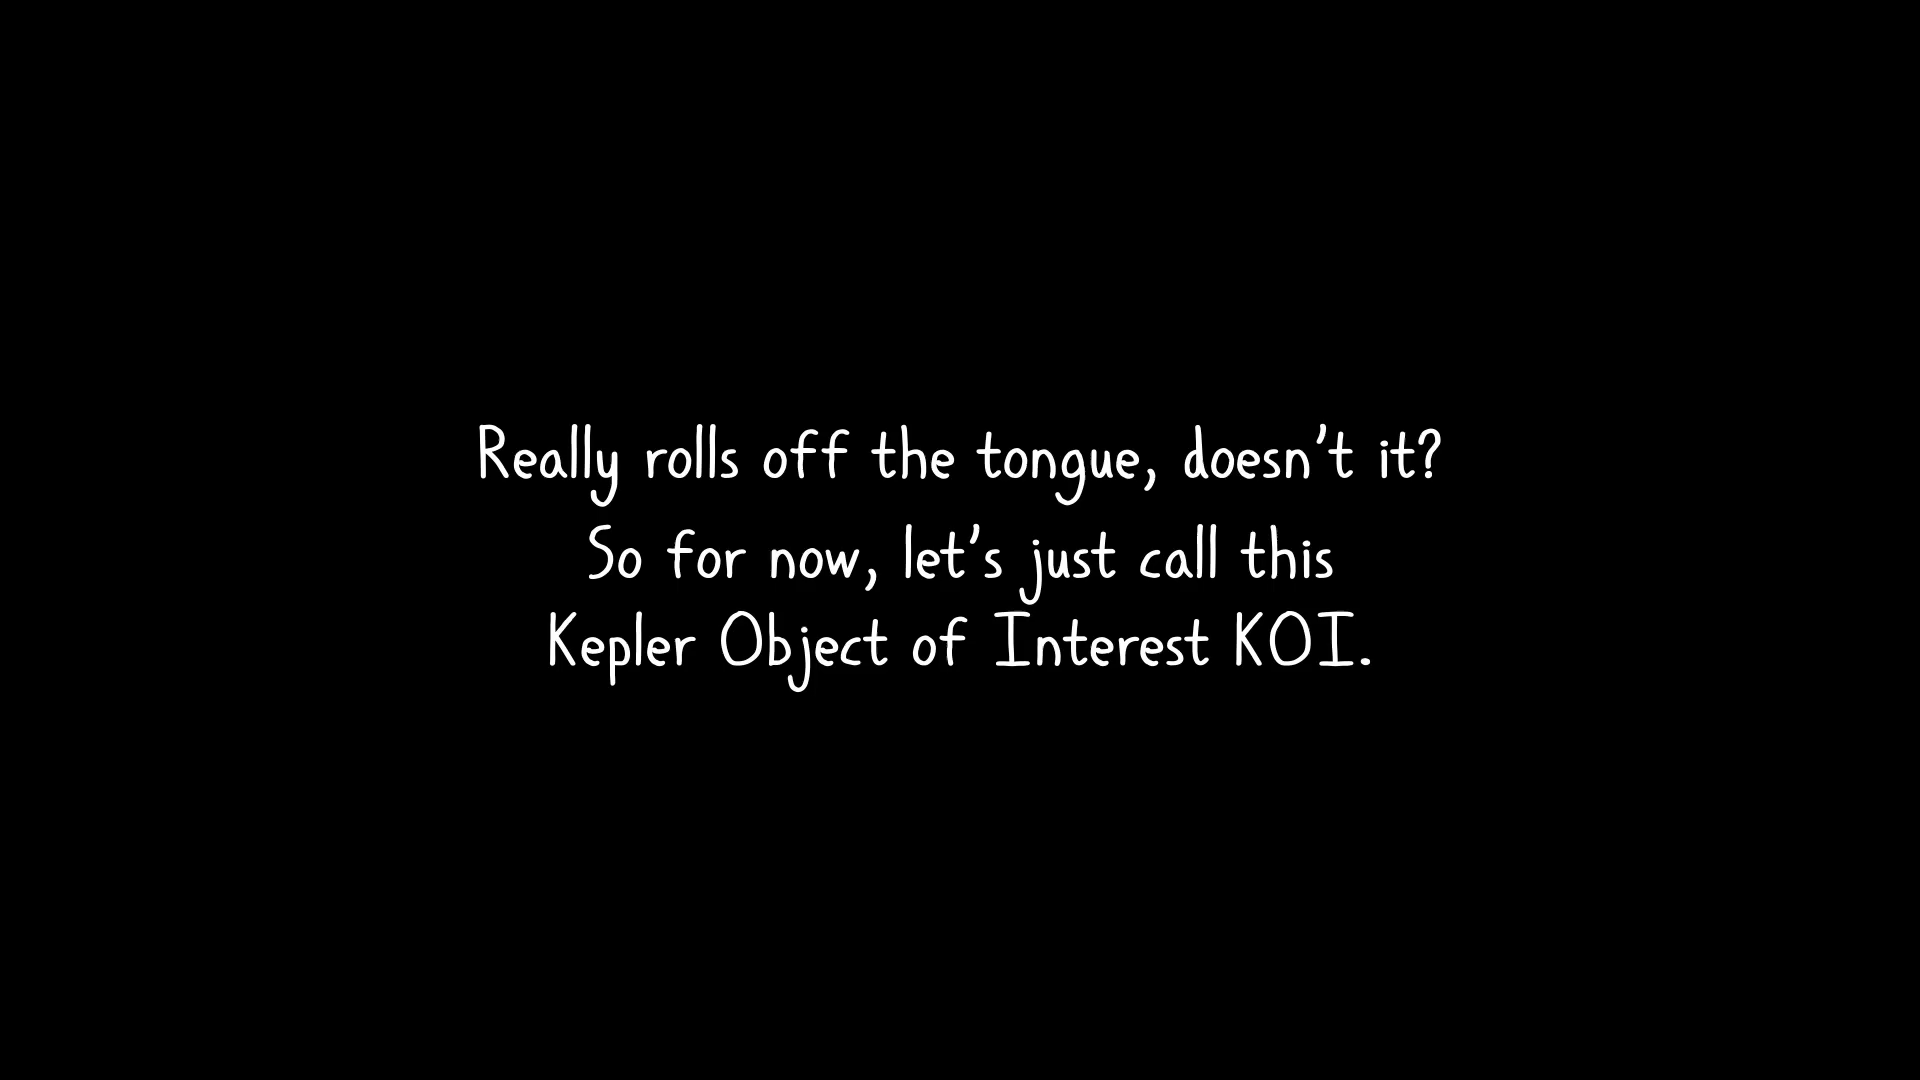 Really rolls off the tongue, doesn't it?
So for now, let's just call this
Kepler Object of Interest KOI.